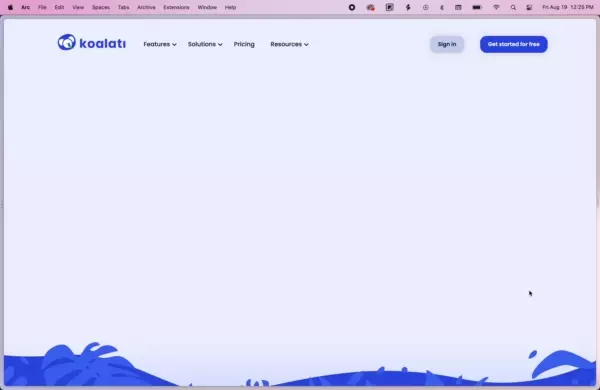 Arc File Edit View Spaces Tabs Archive Extensions Window Help Fri Aug 19 12:25 PM
koalatı Features Solutions Pricing Resources Sign in Get started for free